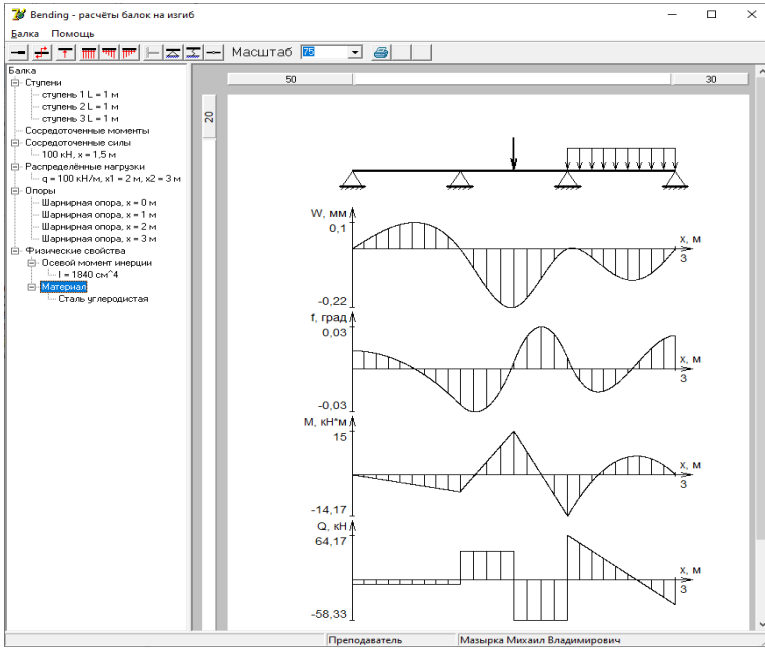 Bending - расчёты балок на изгиб
Балка Помощь
Масштаб 75
Балка
Ступени
ступень 1 L = 1 м
ступень 2 L = 1 м
ступень 3 L = 1 м
Сосредоточенные моменты
Сосредоточенные силы
100 кН, x = 1,5 м
Распределённые нагрузки
q = 100 кН/м, x1 = 2 м, x2 = 3 м
Опоры
Шарнирная опора, x = 0 м
Шарнирная опора, x = 1 м
Шарнирная опора, x = 2 м
Шарнирная опора, x = 3 м
Физические свойства
Осевой момент инерции
I = 1840 см^4
Материал
Сталь углеродистая
50
30
20
W, мм
0,1
x, м
3
-0,22
f, град
0,03
x, м
3
-0,03
М, кН*м
15
x, м
3
-14,17
Q, кН
64,17
x, м
3
-58,33
Преподаватель
Мазырка Михаил Владимирович